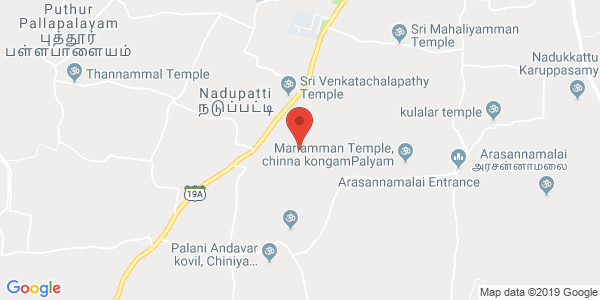 Puthur
Pallapalayam
புத்தூர்
பள்ளபாளையம்
Thannammal Temple
Nadupatti
நடுப்பட்டி
Sri Venkatachalapathy
Temple
Sri Mahaliyamman
Temple
Nadukkattu
Karuppasamy
kulalar temple
Mariamman Temple,
chinna kongamPalyam
Arasannamalai
அரசன்னாமலை
Arasannamalai Entrance
19A
Palani Andavar
kovil, Chiniya...
Google
Map data ©2019 Google